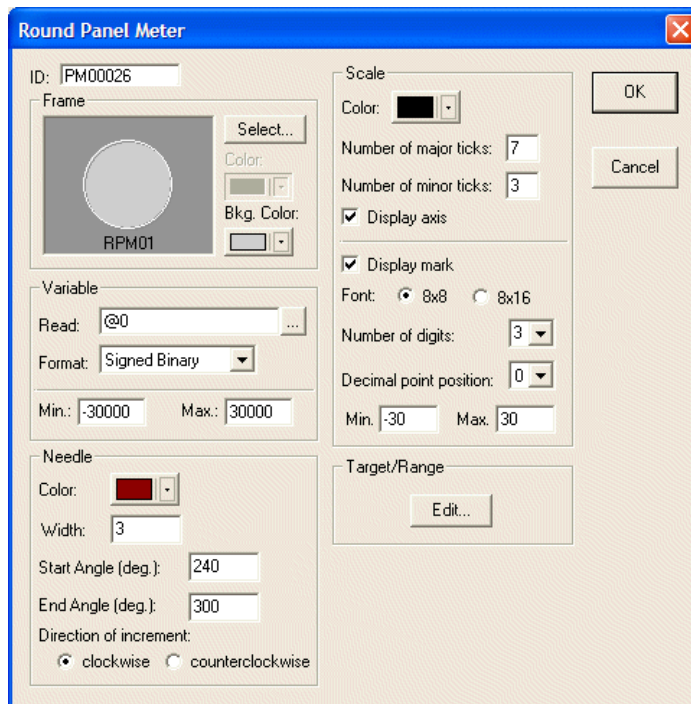 Round Panel Meter
ID: PM00026
Frame
Select...
Color:
Bkg. Color:
RPM01
Variable
Read: @0 ...
Format: Signed Binary
Min.: -30000 Max.: 30000
Needle
Color:
Width: 3
Start Angle (deg.): 240
End Angle (deg.): 300
Direction of increment:
clockwise counterclockwise
Scale
Color:
Number of major ticks: 7
Number of minor ticks: 3
Display axis
Display mark
Font: 8x8 8x16
Number of digits: 3
Decimal point position: 0
Min. -30 Max. 30
Target/Range
Edit...
OK
Cancel